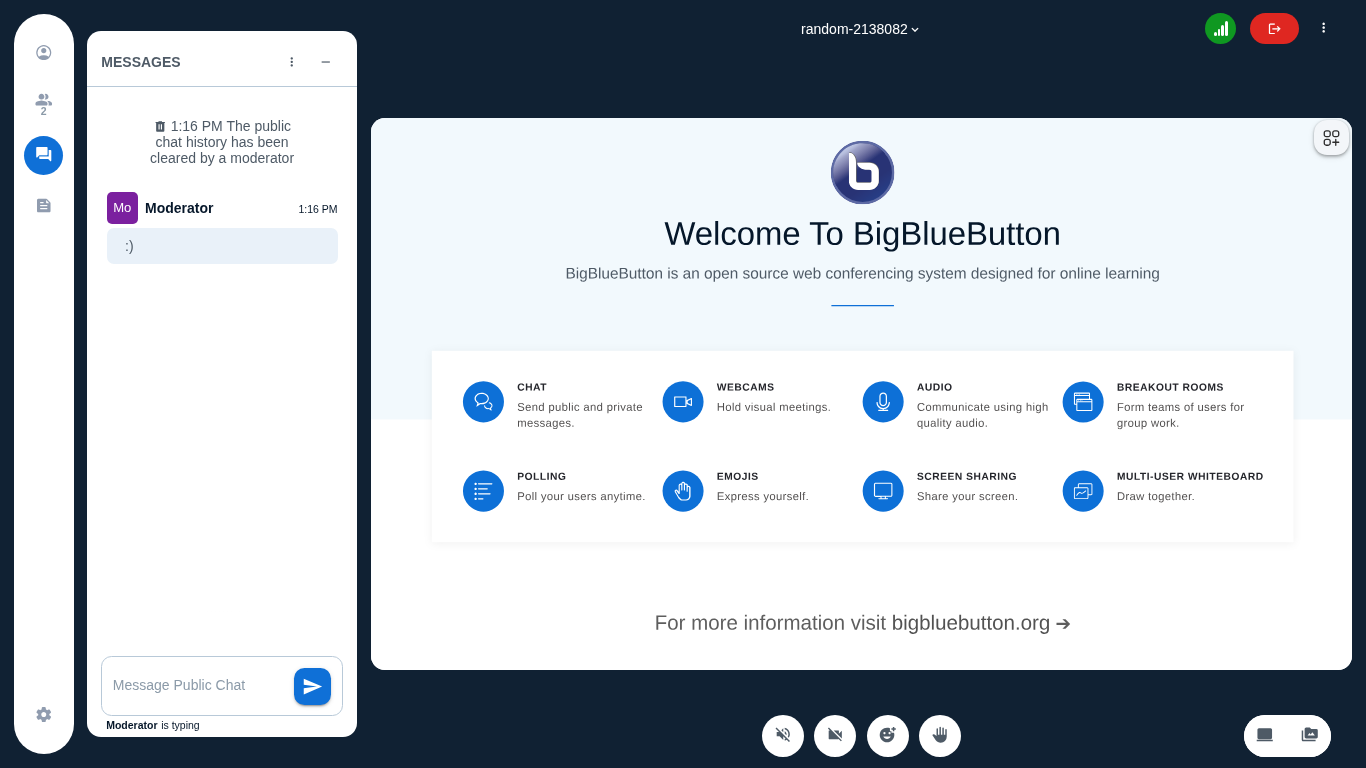 random-2138082
2
MESSAGES
1:16 PM The public
chat history has been
cleared by a moderator
Mo
Moderator
1:16 PM
:)
Message Public Chat
Moderator is typing
Welcome To BigBlueButton
BigBlueButton is an open source web conferencing system designed for online learning
CHAT
Send public and private
messages.
WEBCAMS
Hold visual meetings.
AUDIO
Communicate using high
quality audio.
BREAKOUT ROOMS
Form teams of users for
group work.
POLLING
Poll your users anytime.
EMOJIS
Express yourself.
SCREEN SHARING
Share your screen.
MULTI-USER WHITEBOARD
Draw together.
For more information visit bigbluebutton.org ➔